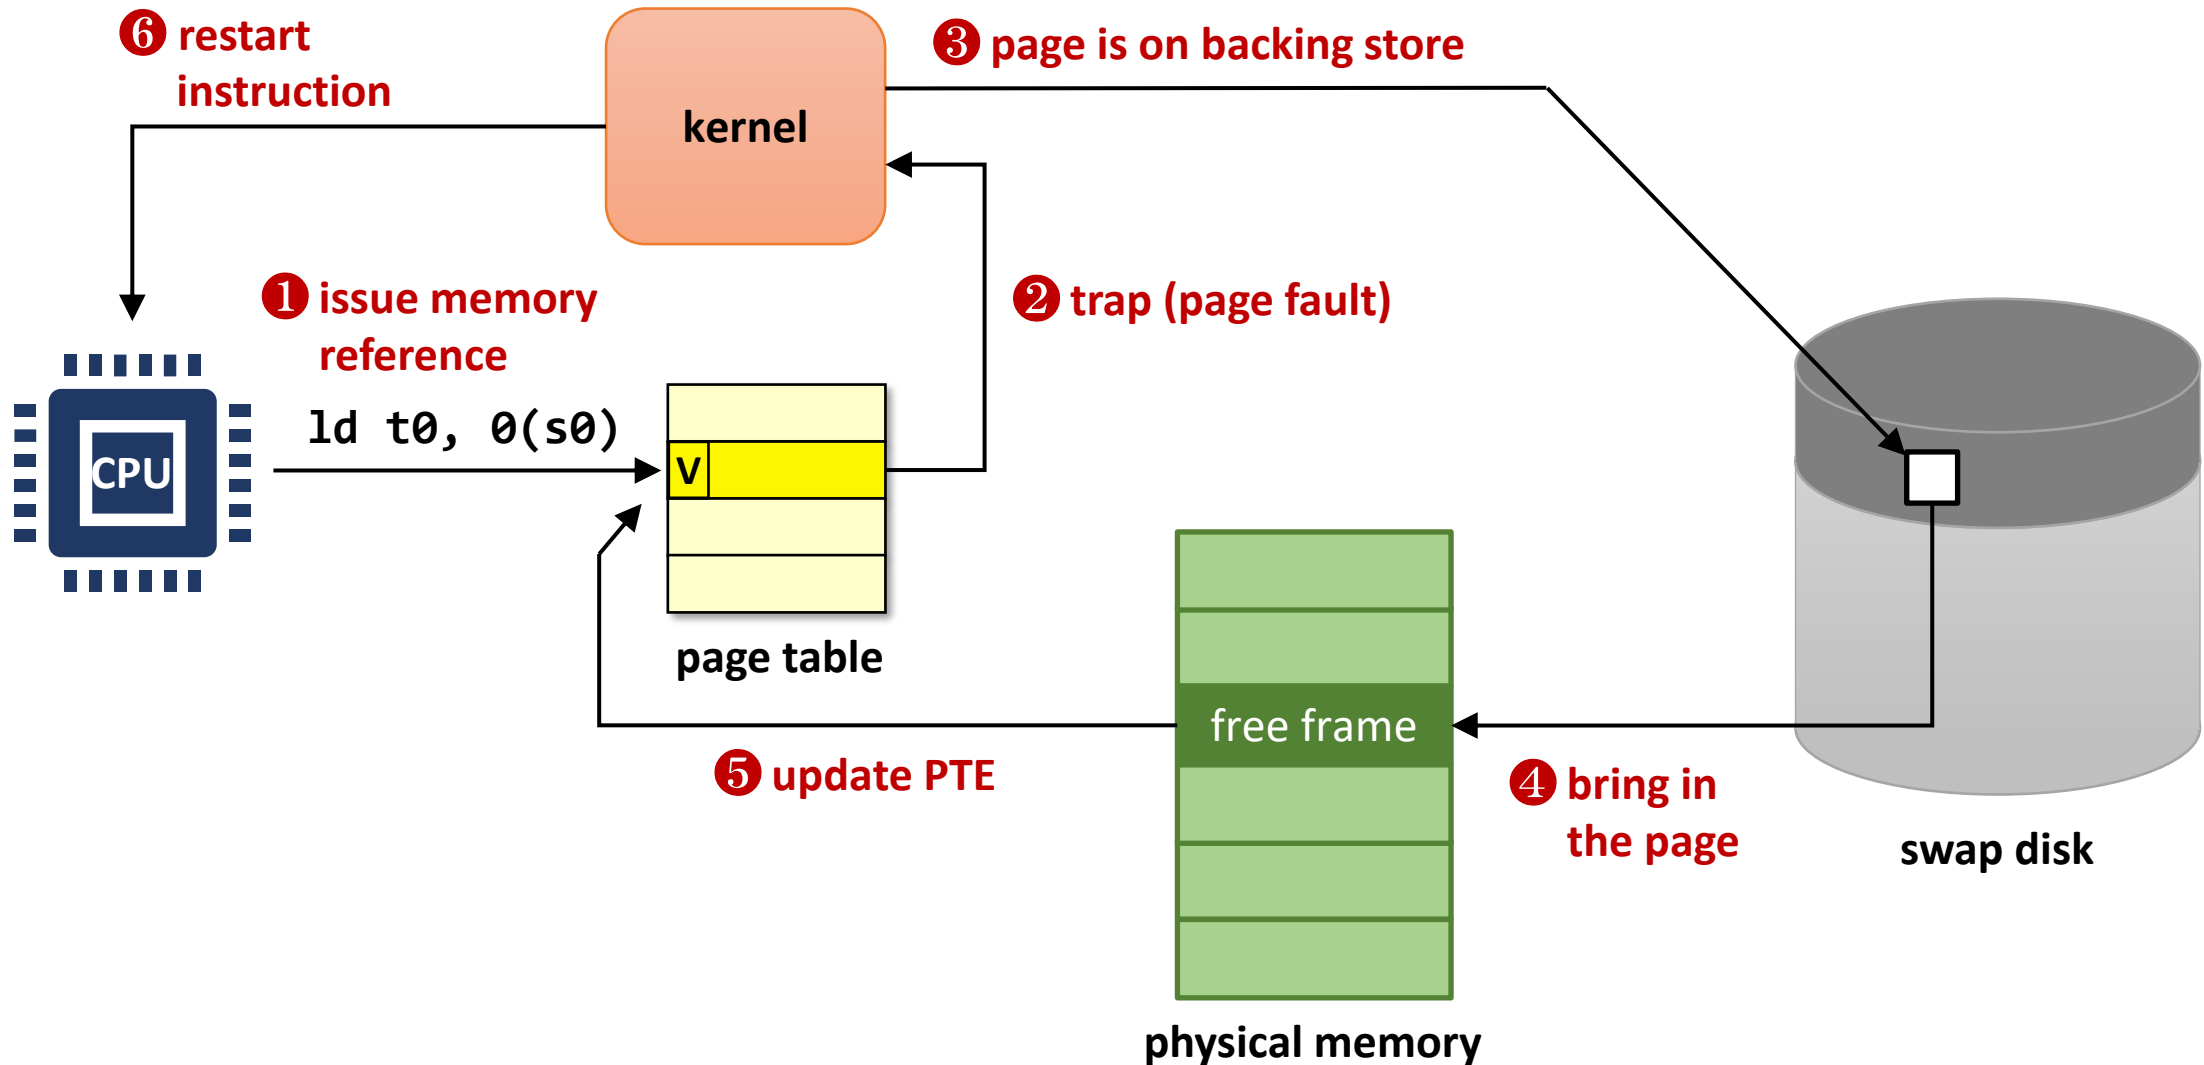 ❻ restart
instruction
kernel
❸ page is on backing store
❶ issue memory
reference
❷ trap (page fault)
ld t0, 0(s0)
CPU
V
page table
free frame
❺ update PTE
❹ bring in
the page
swap disk
physical memory